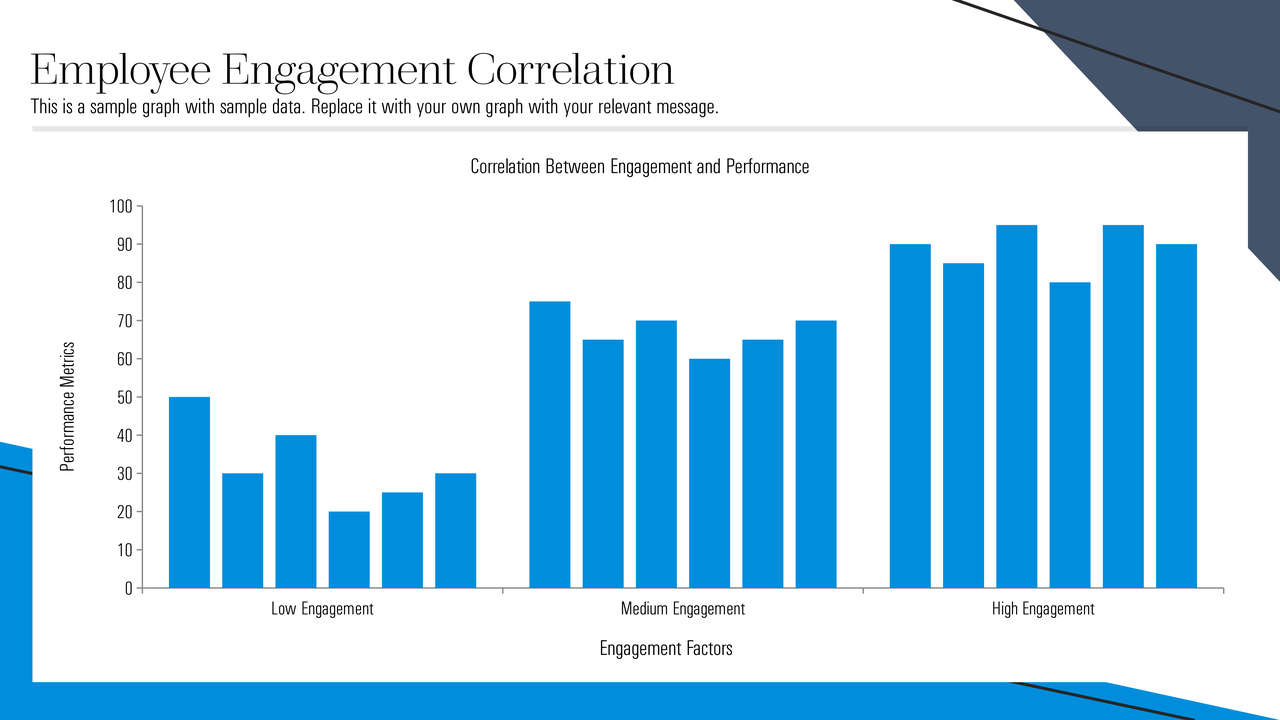 Employee Engagement Correlation
This is a sample graph with sample data. Replace it with your own graph with your relevant message.
Correlation Between Engagement and Performance
100
90
80
70
60
50
40
30
20
10
0
Performance Metrics
Low Engagement Medium Engagement High Engagement
Engagement Factors